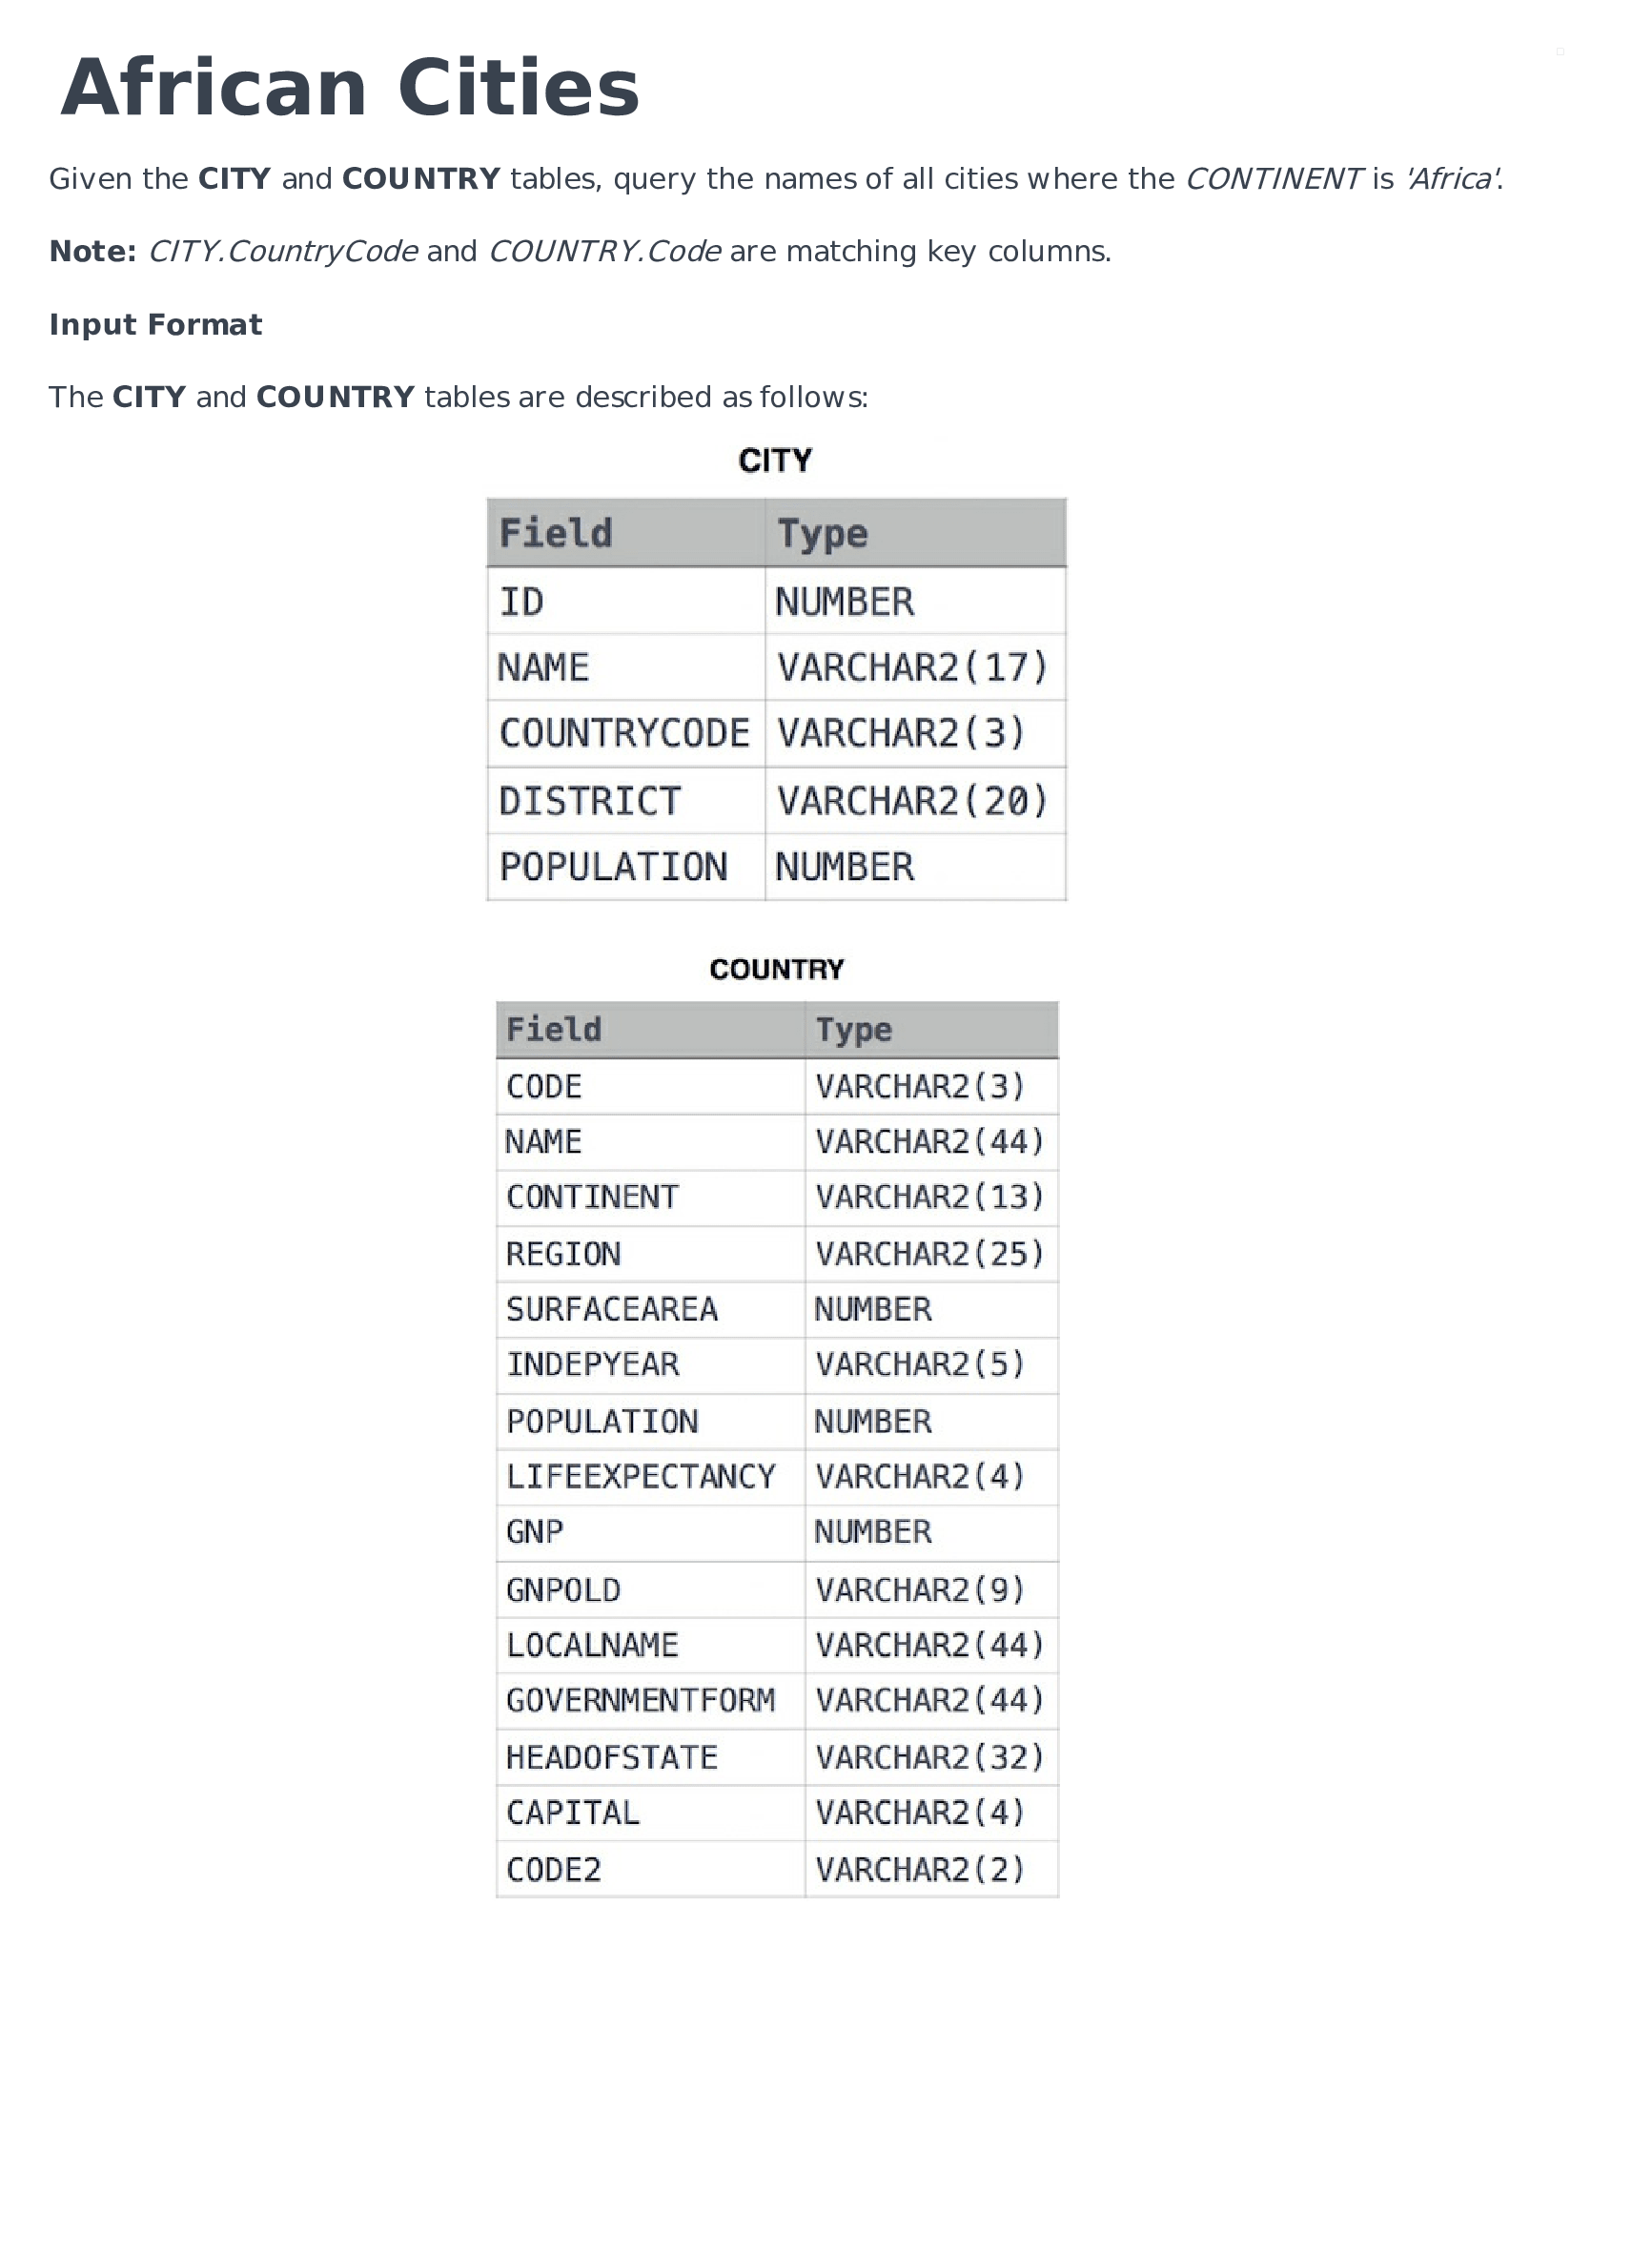 African Cities
Given the CITY and COUNTRY tables, query the names of all cities where the CONTINENT is 'Africa'.
Note: CITY.CountryCode and COUNTRY.Code are matching key columns.
Input Format
The CITY and COUNTRY tables are described as follows:
CITY
Field Type
ID NUMBER
NAME VARCHAR2(17)
COUNTRYCODE VARCHAR2(3)
DISTRICT VARCHAR2(20)
POPULATION NUMBER
COUNTRY
Field Type
CODE VARCHAR2(3)
NAME VARCHAR2(44)
CONTINENT VARCHAR2(13)
REGION VARCHAR2(25)
SURFACEAREA NUMBER
INDEPYEAR VARCHAR2(5)
POPULATION NUMBER
LIFEEXPECTANCY VARCHAR2(4)
GNP NUMBER
GNPOLD VARCHAR2(9)
LOCALNAME VARCHAR2(44)
GOVERNMENTFORM VARCHAR2(44)
HEADOFSTATE VARCHAR2(32)
CAPITAL VARCHAR2(4)
CODE2 VARCHAR2(2)